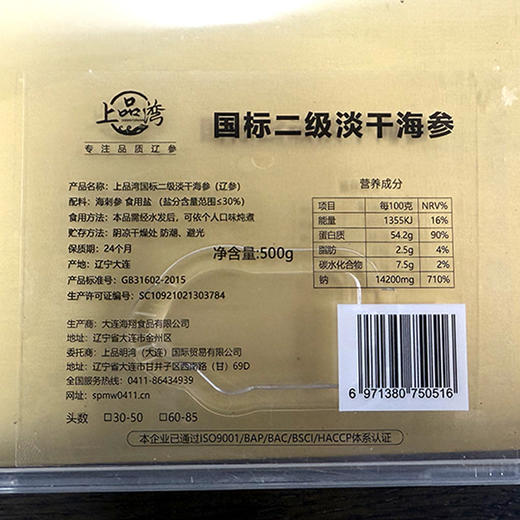 上品湾
专注品质辽参
国标二级淡干海参
产品名称：上品湾国标二级淡干海参（辽参）
配料：海刺参 食用盐 （盐分含量范围≤30%）
食用方法：本品需经水发后，可依个人口味炖煮
贮存方法：阴凉干燥处 防潮、避光
保质期：24个月
产地：辽宁大连
产品标准号：GB31602-2015
生产许可证编号：SC10921021303784
净含量:500g
营养成分
项目 每100克 NRV%
能量 1355KJ 16%
蛋白质 54.2g 90%
脂肪 2.5g 4%
碳水化合物 7.5g 2%
钠 14200mg 710%
生产商：大连海翔食品有限公司
地址：辽宁省大连市金州区
委托商：上品明湾（大连）国际贸易有限公司
地址：辽宁省大连市甘井子区西南路（甘）69D
全国服务热线：0411-86434939
网址：spmw0411.cn
头数 □30-50 □60-85
6 971380 750516
本企业已通过ISO9001/BAP/BAC/BSCI/HACCP体系认证